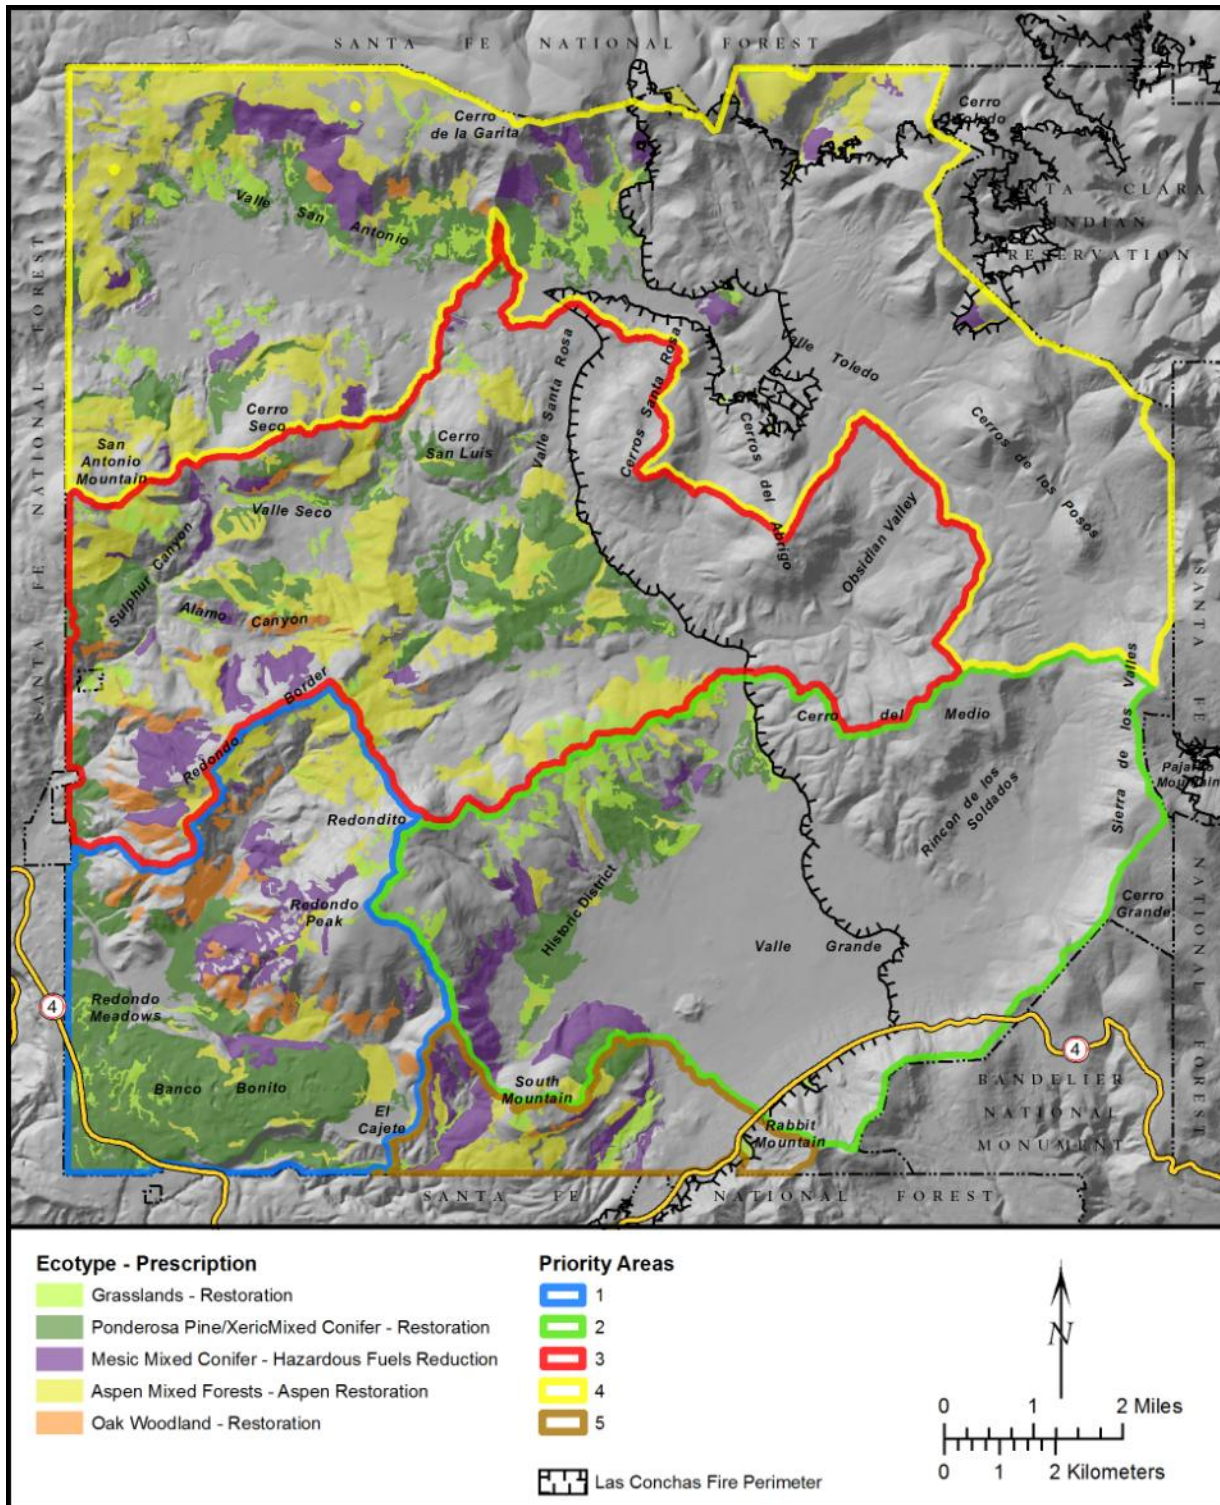 SANTA FE NATIONAL FOREST
Cerro
de la Garita
Cerro
Toledo
SANTA CLARA
INDIAN
RESERVATION
Valle San Antonio
SANTA FE NATIONAL FOREST
Valle Toledo
Valle Santa Rosa
Cerros Santa Rosa
Cerros del Abrigo
Cerros de los Posos
Cerro
Seco
Cerro
San Luis
San
Antonio
Mountain
Valle Seco
Sulphur Canyon
Obsidian Valley
Alamo Canyon
SANTA FE NATIONAL FOREST
Redondo Border
Cerro del Medio
Sierra de los Valles
Pajarito
Mountain
Rincon de los
Soldados
Redondito
Redondo
Peak
Historic District
Cerro
Grande
Valle Grande
Redondo
Meadows
4
4
Banco Bonito
El
Cajete
South
Mountain
Rabbit
Mountain
BANDELIER
NATIONAL
MONUMENT
SANTA FE NATIONAL FOREST
Ecotype - Prescription
Grasslands - Restoration
Ponderosa Pine/XericMixed Conifer - Restoration
Mesic Mixed Conifer - Hazardous Fuels Reduction
Aspen Mixed Forests - Aspen Restoration
Oak Woodland - Restoration
Priority Areas
1
2
3
4
5
Las Conchas Fire Perimeter
N
0 1 2 Miles
0 1 2 Kilometers